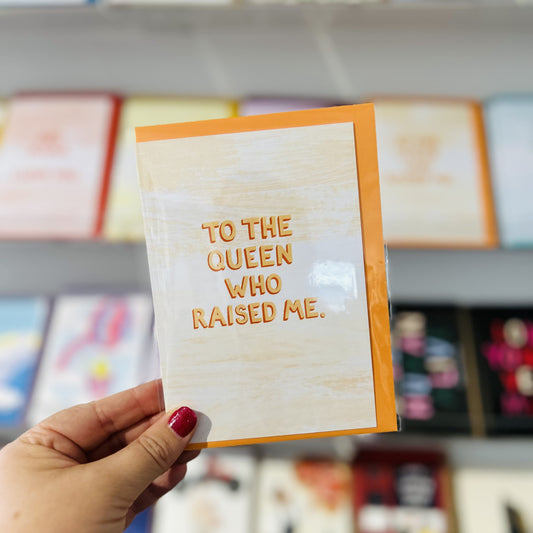 TO THE
QUEEN
WHO
RAISED ME.